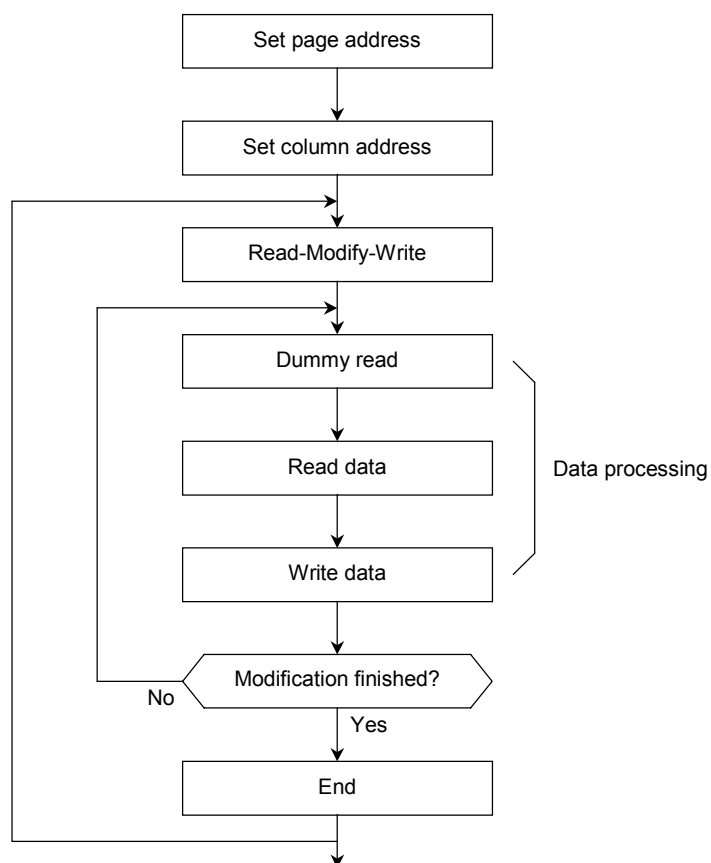 Set page address
Set column address
Read-Modify-Write
Dummy read
Read data
Data processing
Write data
Modification finished?
No
Yes
End